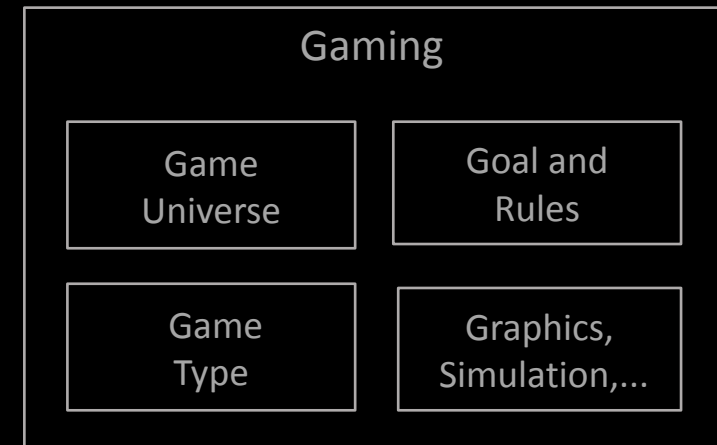 Gaming
Game
Universe
Goal and
Rules
Game
Type
Graphics,
Simulation,...